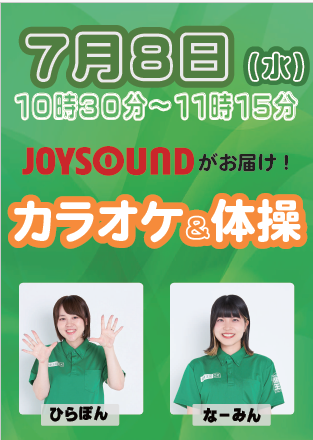 7月8日（水）
10時30分～11時15分
JOYSOUNDがお届け！
カラオケ&体操
ひらぽん
なーみん